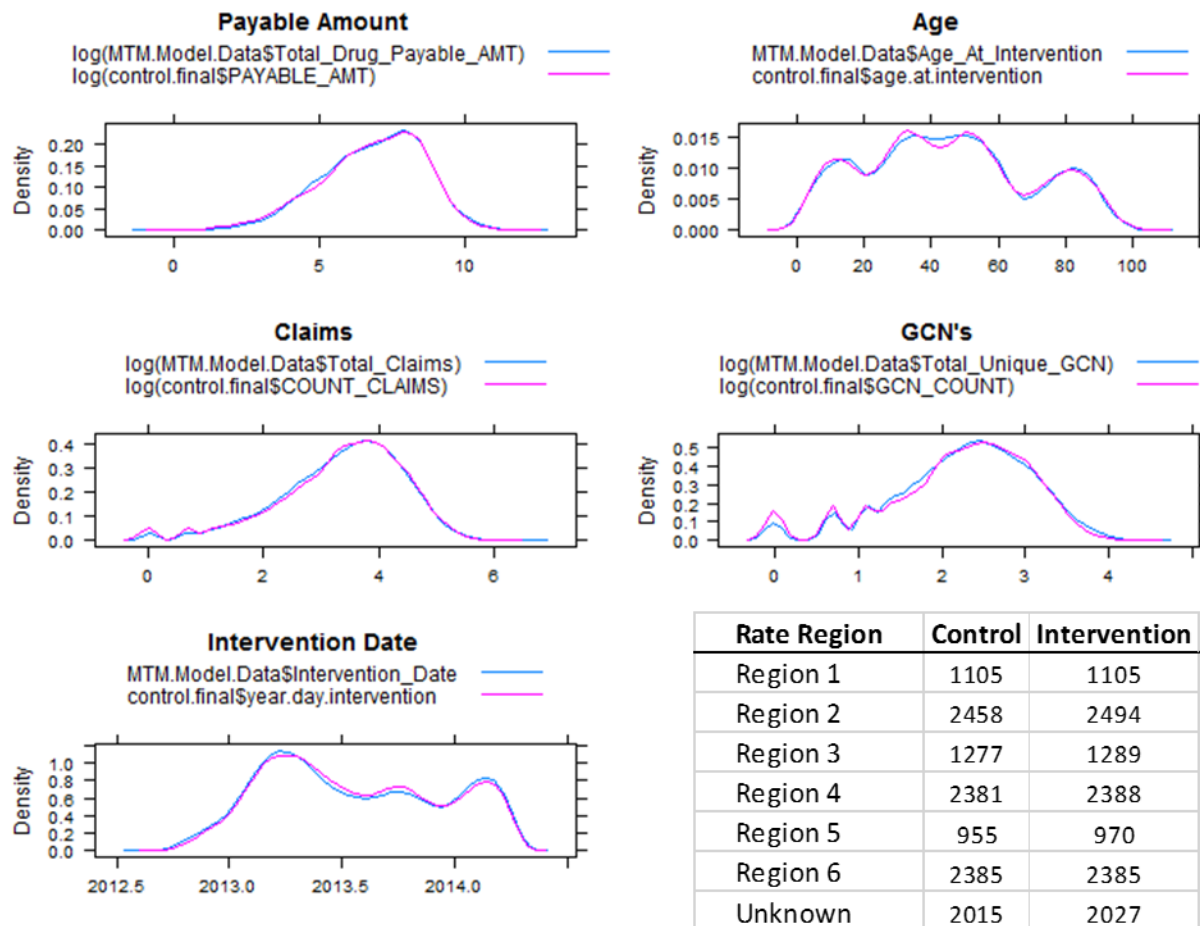 Payable Amount
log(MTM.Model.Data$Total_Drug_Payable_AMT)
log(control.final$PAYABLE_AMT)
Density
0.20
0.15
0.10
0.05
0.00
0 5 10
Age
MTM.Model.Data$Age_At_Intervention
control.final$age.at.intervention
Density
0.015
0.010
0.005
0.000
0 20 40 60 80 100
Claims
log(MTM.Model.Data$Total_Claims)
log(control.final$COUNT_CLAIMS)
Density
0.4
0.3
0.2
0.1
0.0
0 2 4 6
GCN's
log(MTM.Model.Data$Total_Unique_GCN)
log(control.final$GCN_COUNT)
Density
0.5
0.4
0.3
0.2
0.1
0.0
0 1 2 3 4
Intervention Date
MTM.Model.Data$Intervention_Date
control.final$year.day.intervention
Density
1.0
0.8
0.6
0.4
0.2
0.0
2012.5 2013.0 2013.5 2014.0
Rate Region Control Intervention
Region 1 1105 1105
Region 2 2458 2494
Region 3 1277 1289
Region 4 2381 2388
Region 5 955 970
Region 6 2385 2385
Unknown 2015 2027